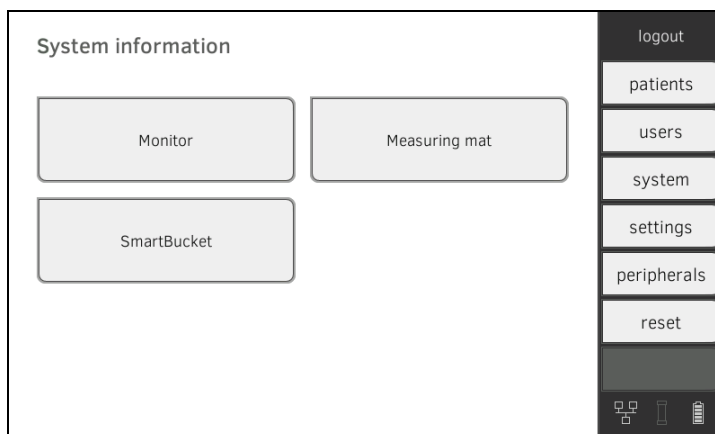 System information
Monitor
Measuring mat
SmartBucket
logout
patients
users
system
settings
peripherals
reset